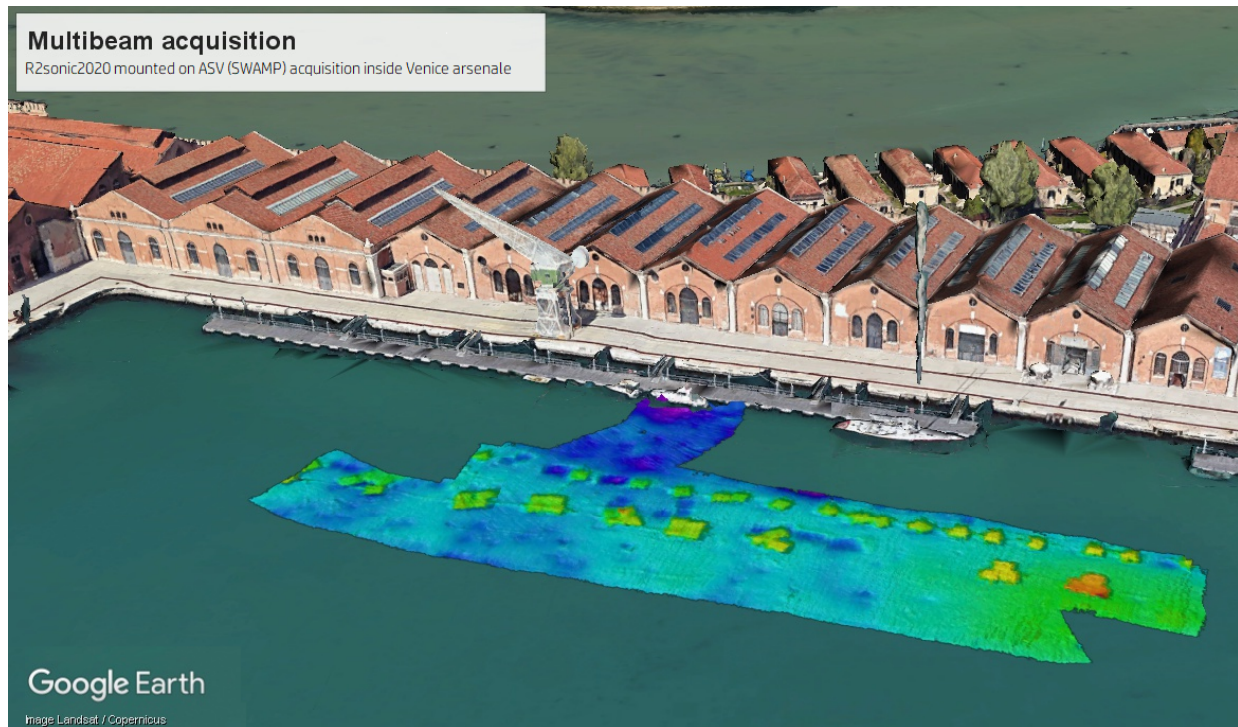 Multibeam acquisition
R2sonic2020 mounted on ASV (SWAMP) acquisition inside Venice arsenale
Google Earth
Image Landsat / Copernicus